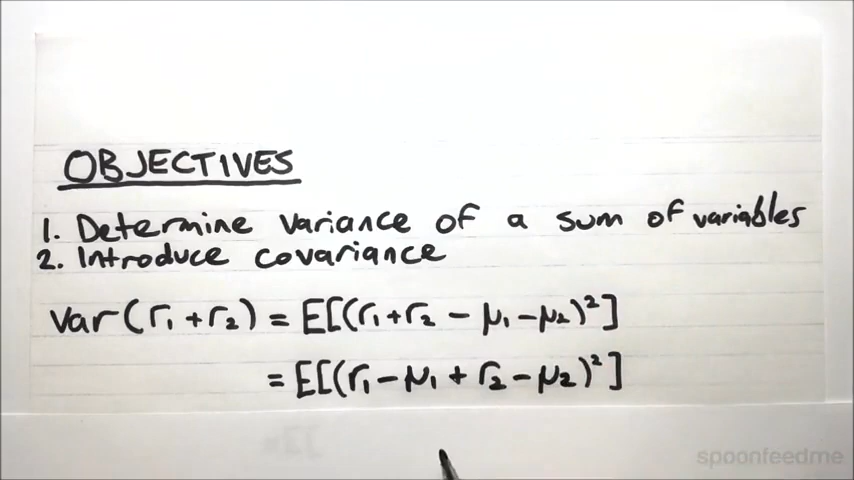 OBJECTIVES
1. Determine variance of a sum of variables
2. Introduce covariance
Var(r₁+r₂) = E[(r₁+r₂ - μ₁-μ₂)²]
= E[(r₁-μ₁ + r₂-μ₂)²]
spoonfeedme